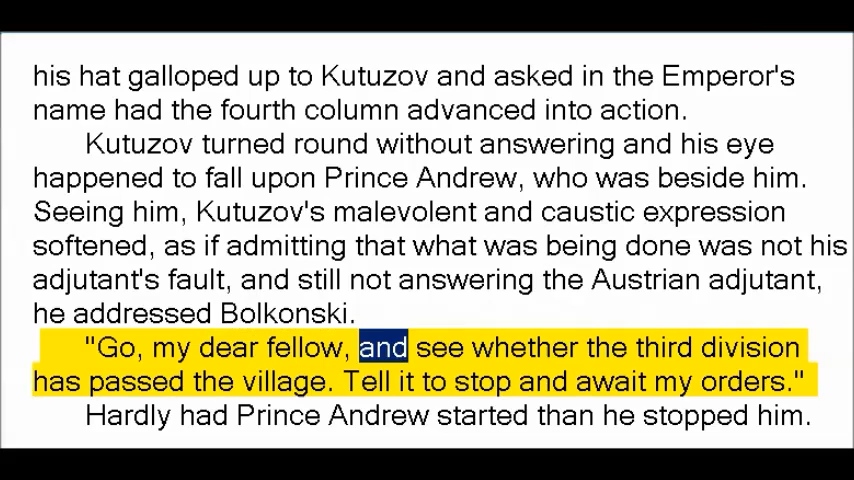 his hat galloped up to Kutuzov and asked in the Emperor's
name had the fourth column advanced into action.
Kutuzov turned round without answering and his eye
happened to fall upon Prince Andrew, who was beside him.
Seeing him, Kutuzov's malevolent and caustic expression
softened, as if admitting that what was being done was not his
adjutant's fault, and still not answering the Austrian adjutant,
he addressed Bolkonski.
"Go, my dear fellow, and see whether the third division
has passed the village. Tell it to stop and await my orders."
Hardly had Prince Andrew started than he stopped him.